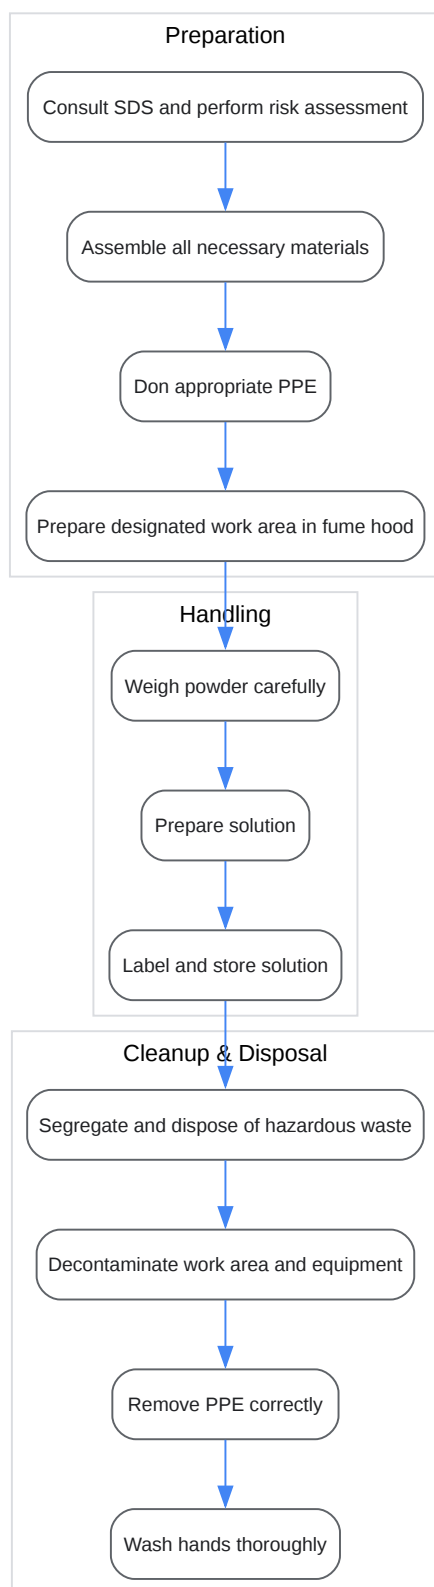 Preparation
Consult SDS and perform risk assessment
Assemble all necessary materials
Don appropriate PPE
Prepare designated work area in fume hood
Handling
Weigh powder carefully
Prepare solution
Label and store solution
Cleanup & Disposal
Segregate and dispose of hazardous waste
Decontaminate work area and equipment
Remove PPE correctly
Wash hands thoroughly